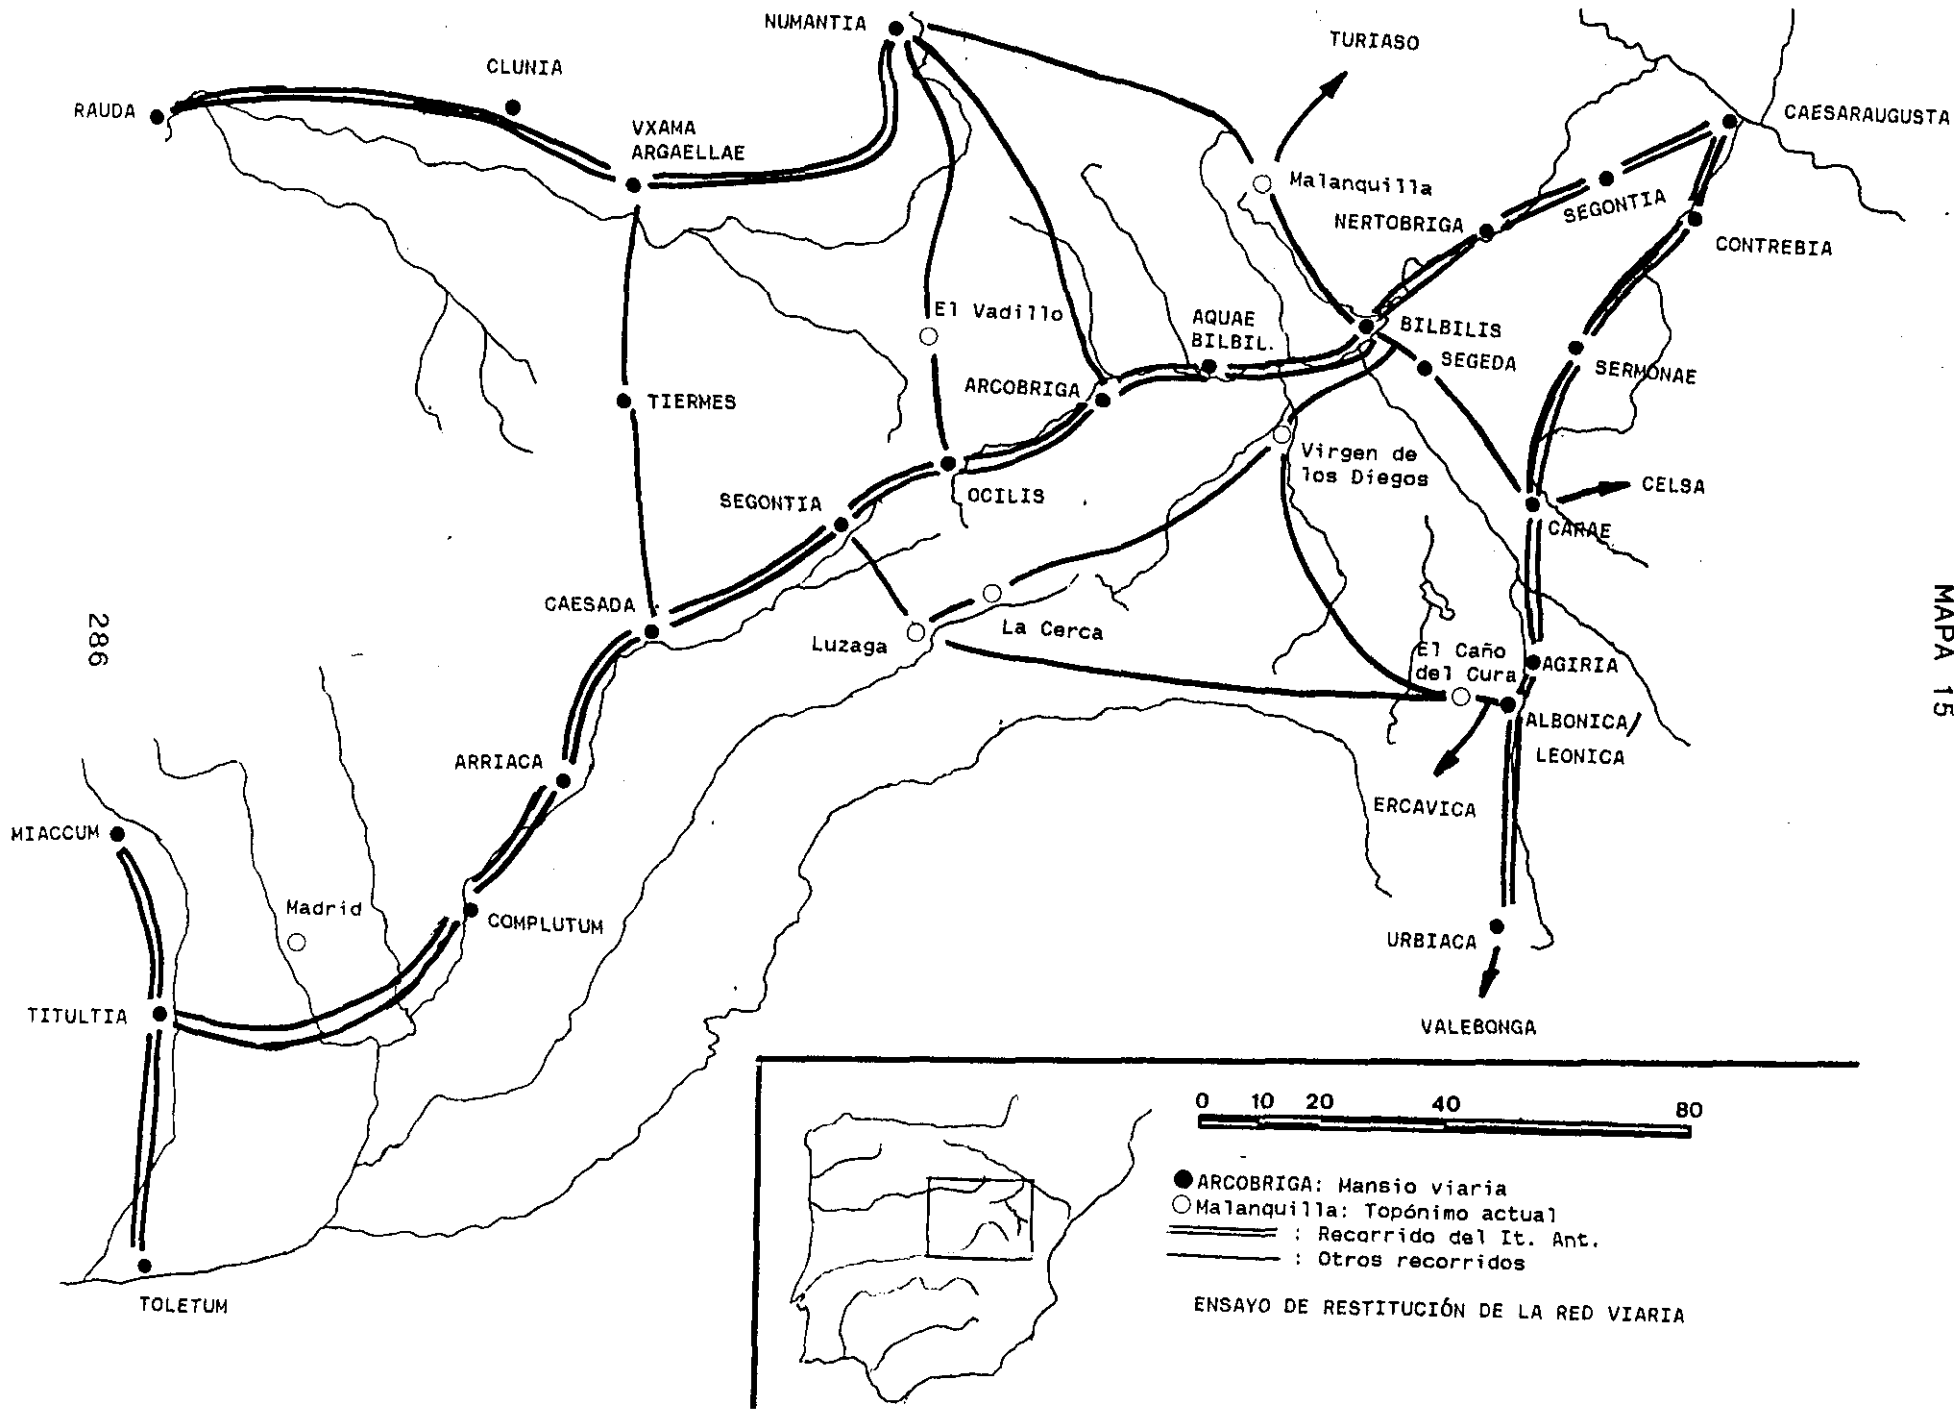 NUMANTIA
TURIASO
CLUNIA
RAUDA
VXAMA
ARGAELLAE
CAESARAUGUSTA
Malanquilla
NERTOBRIGA
SEGONTIA
CONTREBIA
El Vadillo
AQUAE
BILBIL.
BILBILIS
SEGEDA
SERMONAE
ARCOBRIGA
TIERMES
Virgen de
los Diegos
SEGONTIA
OCILIS
CELSA
CARAE
CAESADA
La Cerca
Luzaga
El Caño
del Cura
AGIRIA
ALBONICA/
LEONICA
286
MAPA 15
ARRIACA
ERCAVICA
MIACCUM
Madrid
COMPLUTUM
URBIACA
TITULTIA
VALEBONGA
TOLETUM
0 10 20 40 80
ARCOBRIGA: Mansio viaria
Malanquilla: Topónimo actual
: Recorrido del It. Ant.
: Otros recorridos
ENSAYO DE RESTITUCIÓN DE LA RED VIARIA